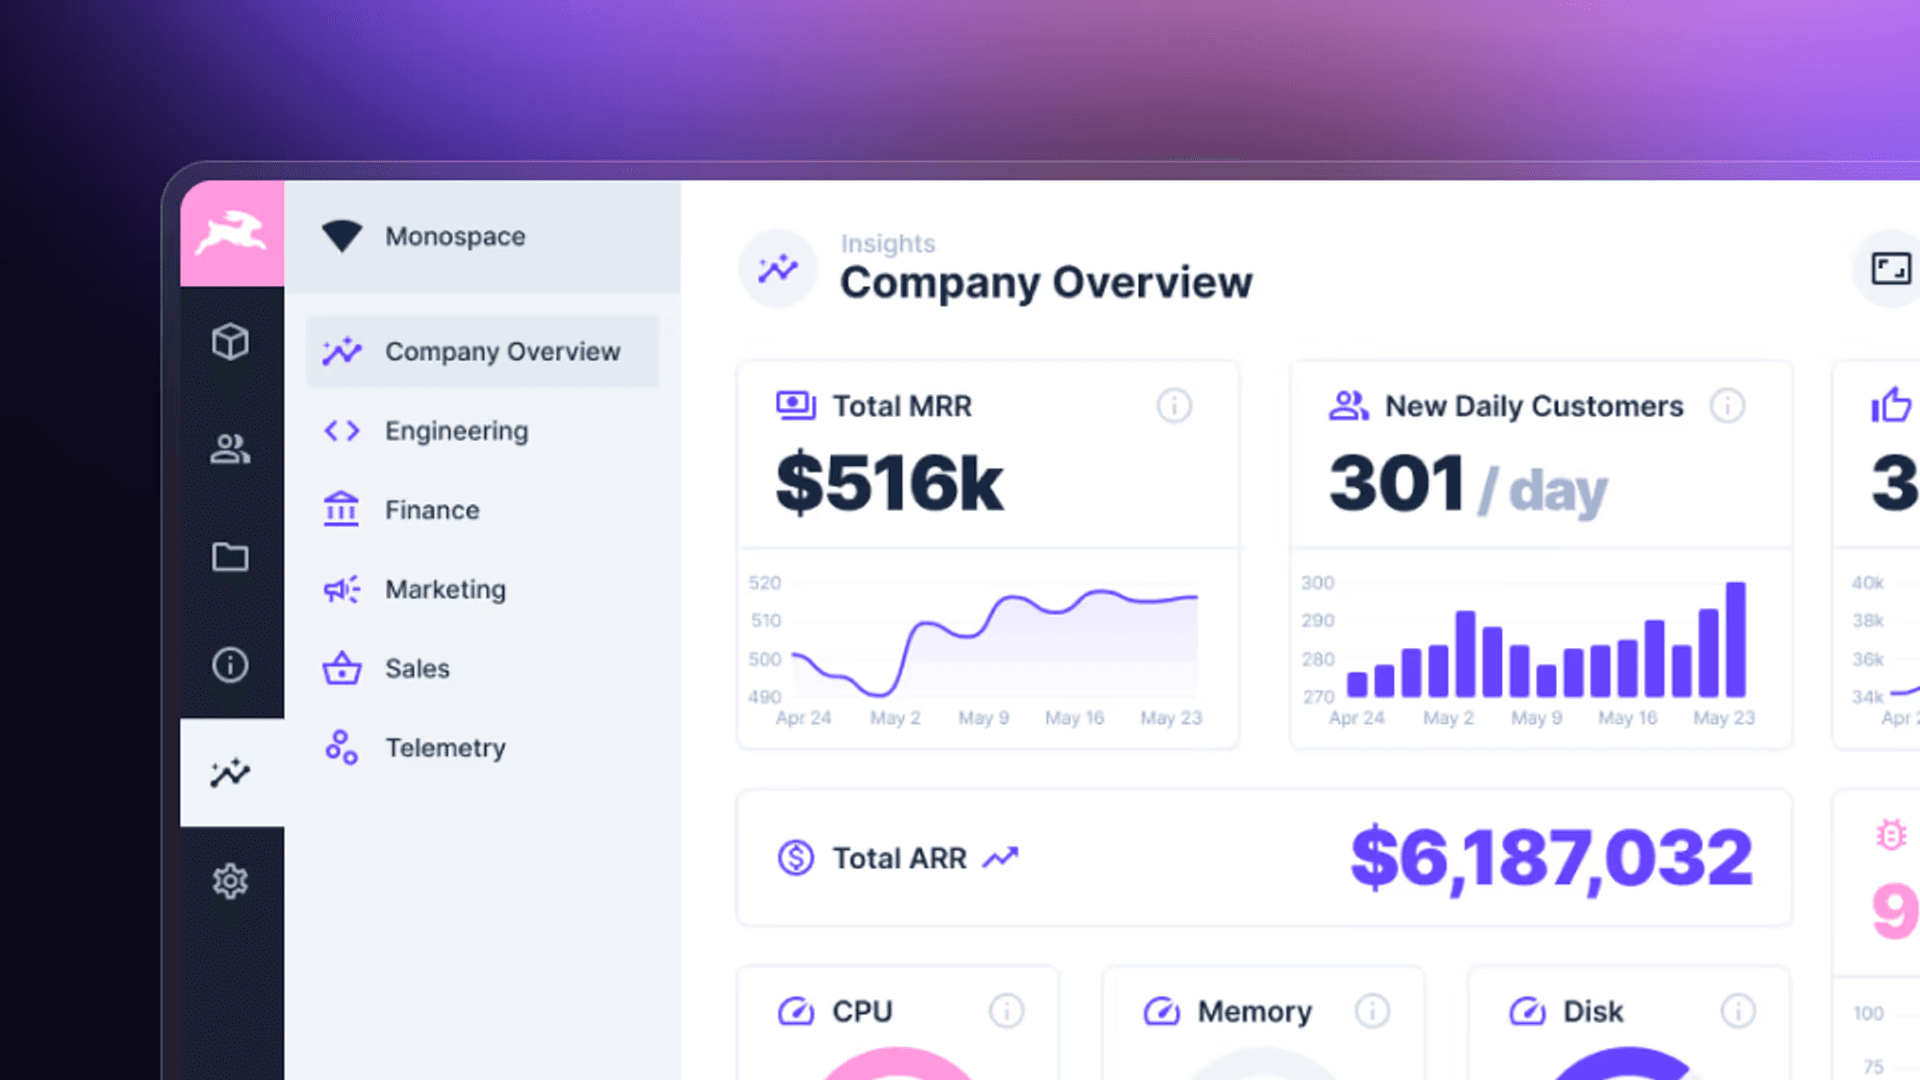 Monospace
Company Overview
Engineering
Finance
Marketing
Sales
Telemetry
Insights
Company Overview
Total MRR
$516k
520
510
500
490
Apr 24 May 2 May 9 May 16 May 23
New Daily Customers
301 / day
300
290
280
270
Apr 24 May 2 May 9 May 16 May 23
3
40k
38k
36k
34k
Apr 2
Total ARR
$6,187,032
9
100
75
CPU
Memory
Disk